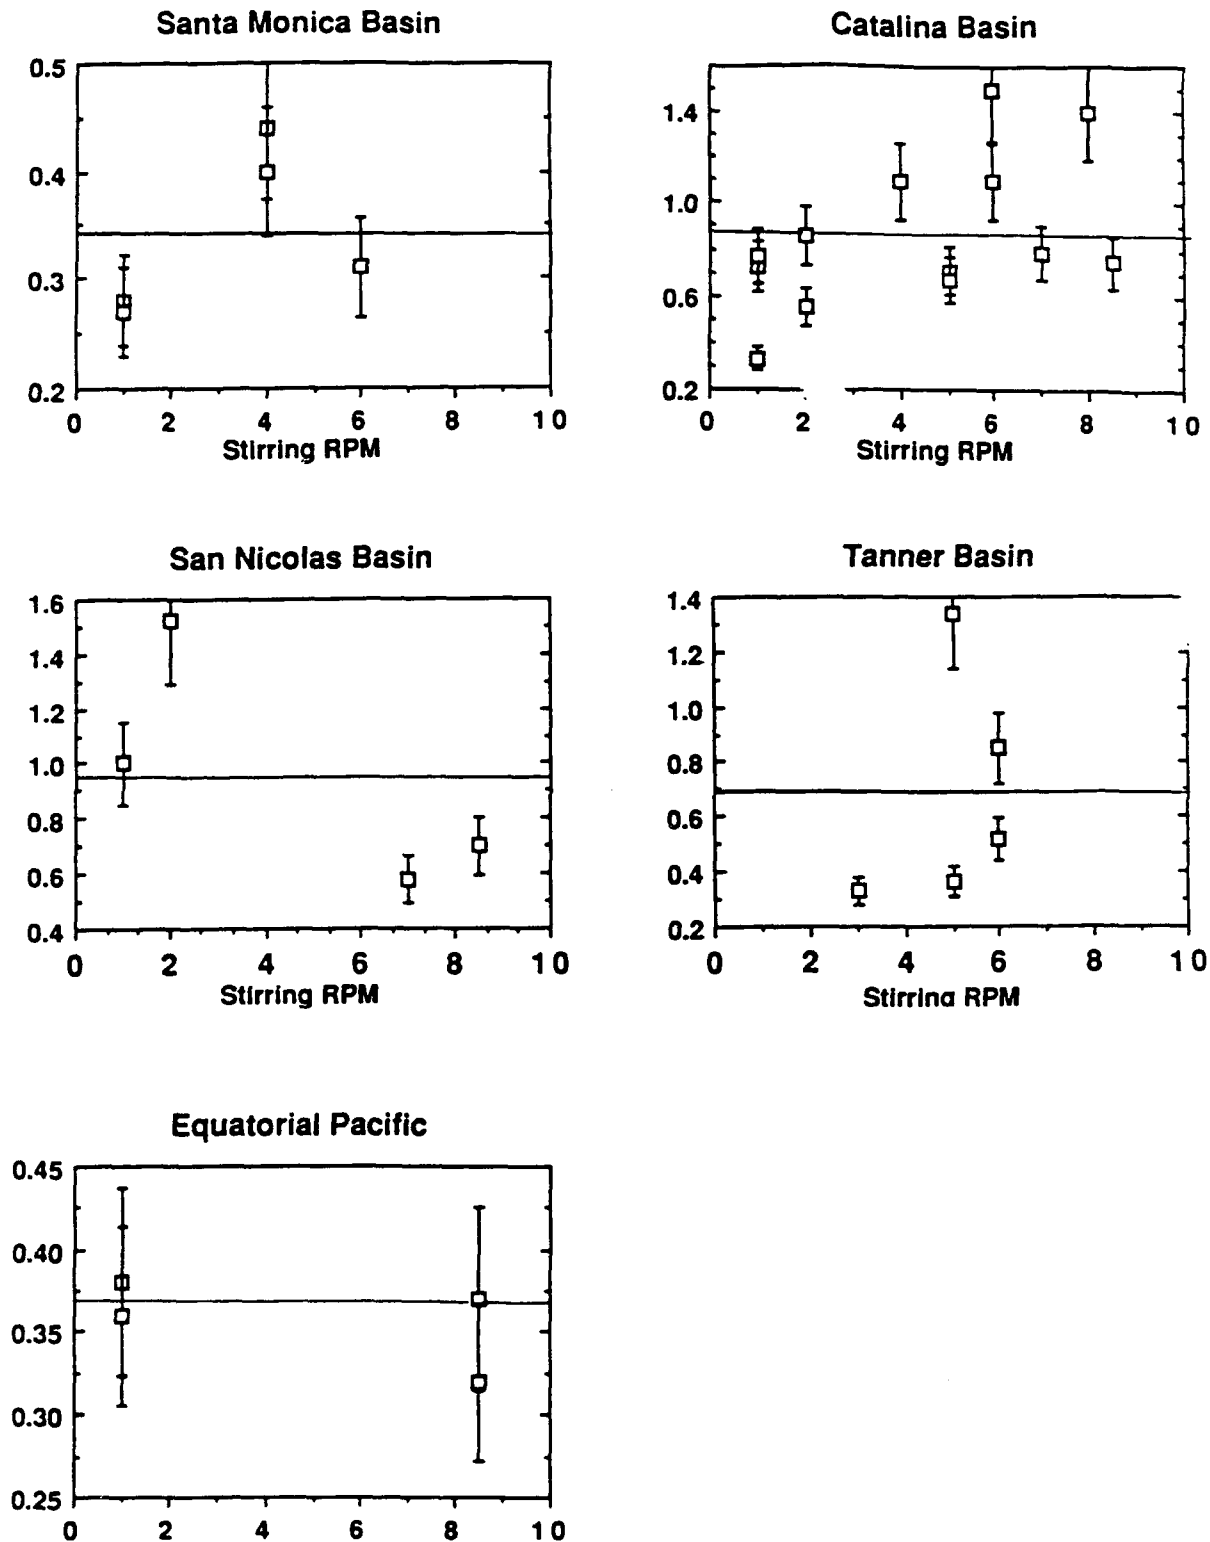 Santa Monica Basin
0.5
0.4
0.3
0.2
0 2 4 6 8 10
Stirring RPM
Catalina Basin
1.4
1.0
0.6
0.2
0 2 4 6 8 10
Stirring RPM
San Nicolas Basin
1.6
1.4
1.2
1.0
0.8
0.6
0.4
0 2 4 6 8 10
Stirring RPM
Tanner Basin
1.4
1.2
1.0
0.8
0.6
0.4
0.2
0 2 4 6 8 10
Stirring RPM
Equatorial Pacific
0.45
0.40
0.35
0.30
0.25
0 2 4 6 8 10